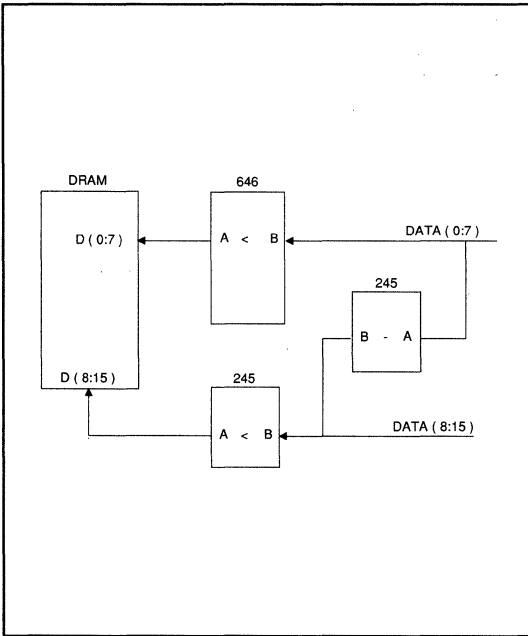 DRAM
646
D ( 0:7 )
A < B
DATA ( 0:7 )
245
B - A
D ( 8:15 )
245
A < B
DATA ( 8:15 )